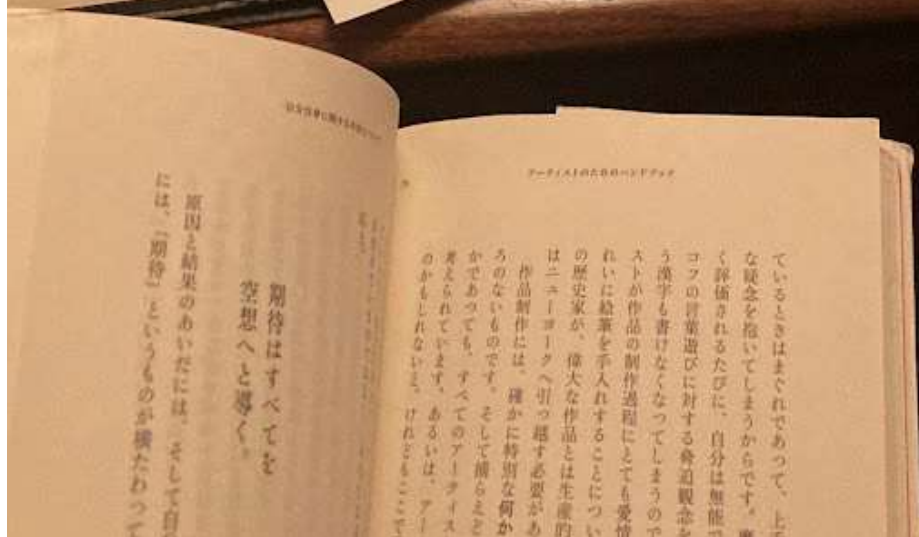 アーティストのためのハンドブック
ているときはまぐれであって、上手
な疑念を抱いてしまうからです。
く評価されるたびに、自分は無能で
コフの言葉遊びに対する脅迫観念を
う漢字も書けなくなってしまうので
ストが作品の制作過程にとても愛情
れいに絵筆を手入れすることについ
の歴史家が、偉大な作品とは生産的
はニューヨークへ引っ越す必要があ
作品制作には、確かに特別な何か
ろのないものです。そして捕らえど
かであっても、すべてのアーティス
考えられています。あるいは、アー
のかもしれないと。けれどもここで
期待はすべてを
空想へと導く。
原因と結果のあいだには、そして自
には、『期待』というものが横たわって